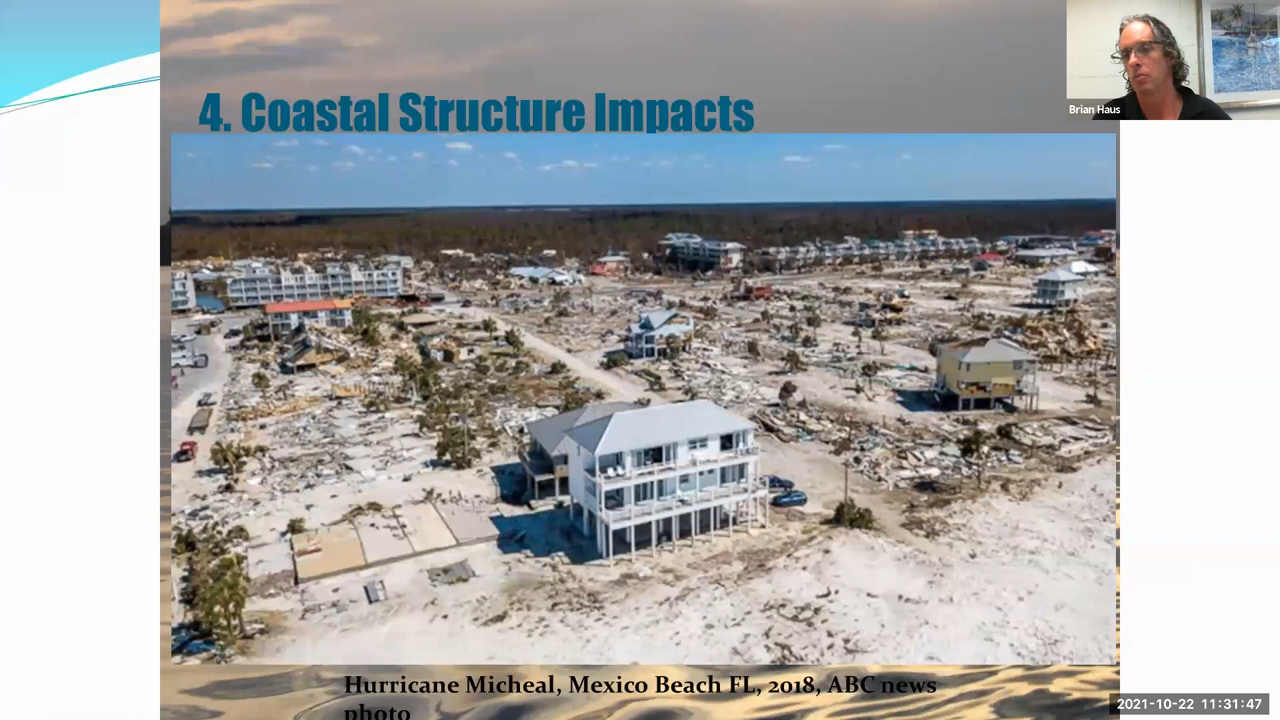 4. Coastal Structure Impacts
Brian Haus
Hurricane Micheal, Mexico Beach FL, 2018, ABC news
photo
2021-10-22 11:31:47